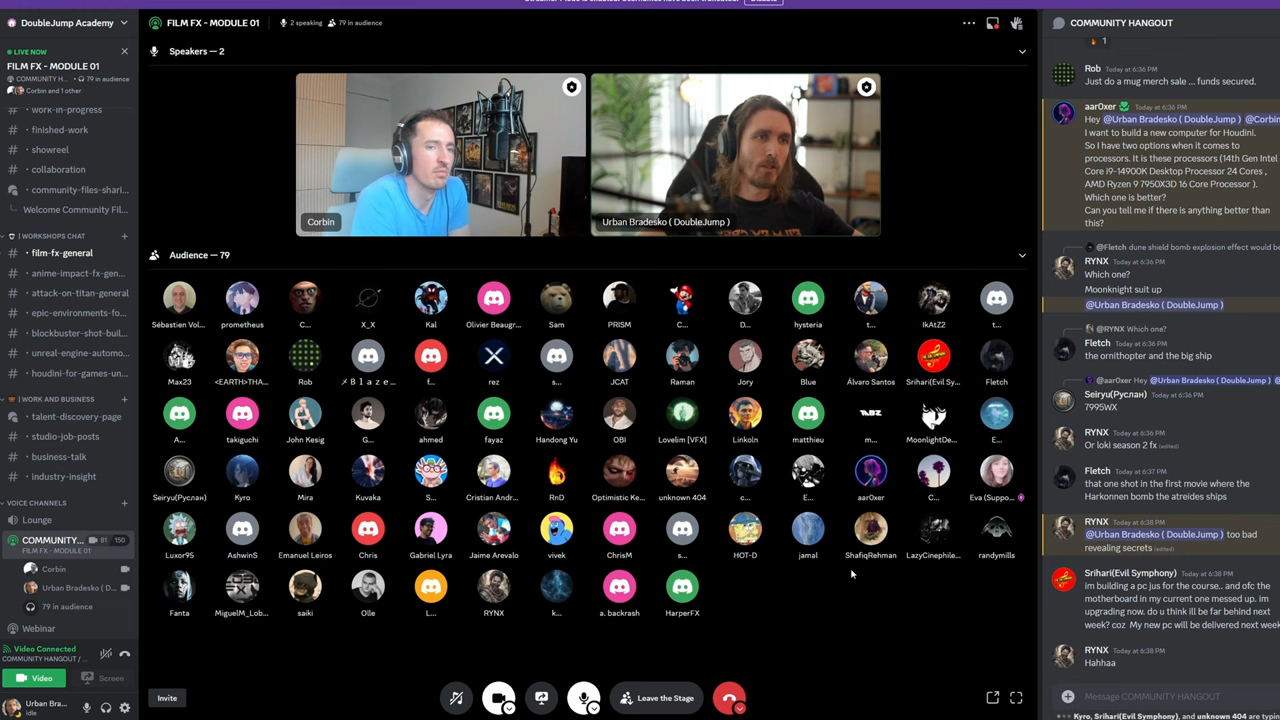 DoubleJump Academy
LIVE NOW
FILM FX - MODULE 01
COMMUNITY H... 79 in audience
Corbin and 1 other
# · work-in-progress
# · finished-work
# · showreel
# · collaboration
# · community-files-shari...
Welcome Community Fil...
WORKSHOPS CHAT
# · film-fx-general
# · anime-impact-fx-gen...
# · attack-on-titan-general
# · epic-environments-fo...
# · blockbuster-shot-buil...
# · unreal-engine-automo...
# · houdini-for-games-un...
WORK AND BUSINESS
# · talent-discovery-page
# · studio-job-posts
# · business-talk
# · industry-insight
VOICE CHANNELS
Lounge
COMMUNITY... 81 150
FILM FX - MODULE 01
Corbin
Urban Bradesko ( D...
79 in audience
Webinar
Video Connected
COMMUNITY HANGOUT / ...
Video
Screen
Urban Bra...
Idle
FILM FX - MODULE 01
2 speaking
79 in audience
Speakers — 2
Corbin
Urban Bradesko ( DoubleJump )
Audience — 79
Sébastien Vol... prometheus C... X_X Kal Olivier Beaugr... Sam PRISM C... D... hysteria t... IkAtZ2 t...
Max23 <EARTH>THA... Rob メＢｌａｚｅ... f... rez s... JCAT Raman Jory Blue Álvaro Santos Srihari(Evil Sy... Fletch
A... takiguchi John Kesig G... ahmed fayaz Handong Yu OBI Lovelim [VFX] Linkoln matthieu m... MoonlightDe... E...
Seiryu(Руслан) Kyro Mira Kuvaka S... Cristian Andr... RnD Optimistic Ke... unknown 404 c... E... aar0xer C... Eva (Suppo...
Luxor95 AshwinS Emanuel Leiros Chris Gabriel Lyra Jaime Arevalo vivek ChrisM s... HOT-D jamal ShafiqRehman LazyCinephile... randymills
Fanta MiguelM_Lob... saiki Olle L... RYNX k... a. backrash HarperFX
Invite
Leave the Stage
COMMUNITY HANGOUT
1
Rob Today at 6:36 PM
Just do a mug merch sale ... funds secured.
aar0xer Today at 6:36 PM
Hey @Urban Bradesko ( DoubleJump ) @Corbin
I want to build a new computer for Houdini.
So I have two options when it comes to
processors. It is these processors (14th Gen Intel
Core i9-14900K Desktop Processor 24 Cores ,
AMD Ryzen 9 7950X3D 16 Core Processor ).
Which one is better?
Can you tell me if there is anything better than
this?
@Fletch dune shield bomb explosion effect would be
RYNX Today at 6:36 PM
Which one?
Moonknight suit up
@Urban Bradesko ( DoubleJump )
@RYNX Which one?
Fletch Today at 6:36 PM
the ornithopter and the big ship
@aar0xer Hey @Urban Bradesko ( DoubleJump ) @
Seiryu(Руслан) Today at 6:36 PM
7995WX
RYNX Today at 6:36 PM
Or loki season 2 fx (edited)
Fletch Today at 6:37 PM
that one shot in the first movie where the
Harkonnen bomb the atreides ships
RYNX Today at 6:38 PM
@Urban Bradesko ( DoubleJump ) too bad
revealing secrets (edited)
Srihari(Evil Symphony) Today at 6:38 PM
im building a pc jus for the course.. and ofc the
motherboard in my current one messed up. im
upgrading now. do u think ill be far behind next
week? coz My new pc will be delivered next week
RYNX Today at 6:38 PM
Hahhaa
Message COMMUNITY HANGOUT
Kyro, Srihari(Evil Symphony), and unknown 404 are typin